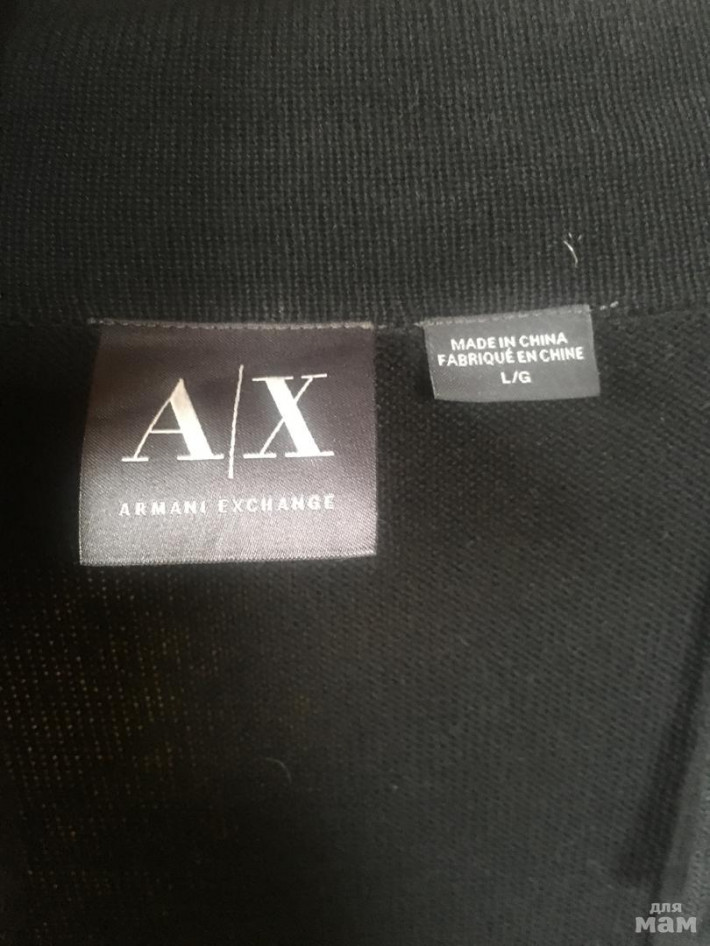 A|X
ARMANI EXCHANGE
MADE IN CHINA
FABRIQUÉ EN CHINE
L/G
для
мам